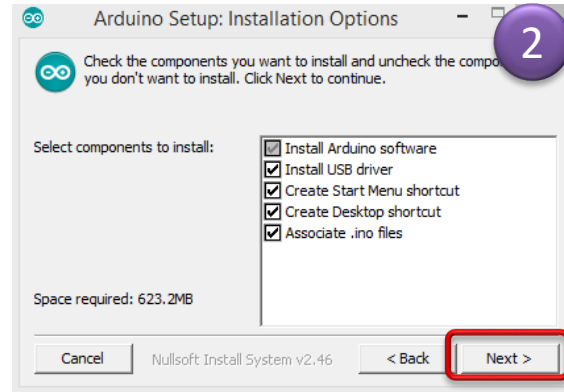 Arduino Setup: Installation Options
2
Check the components you want to install and uncheck the
you don't want to install. Click Next to continue.
Select components to install:
Install Arduino software
Install USB driver
Create Start Menu shortcut
Create Desktop shortcut
Associate .ino files
Space required: 623.2MB
Cancel
Nullsoft Install System v2.46
< Back
Next >